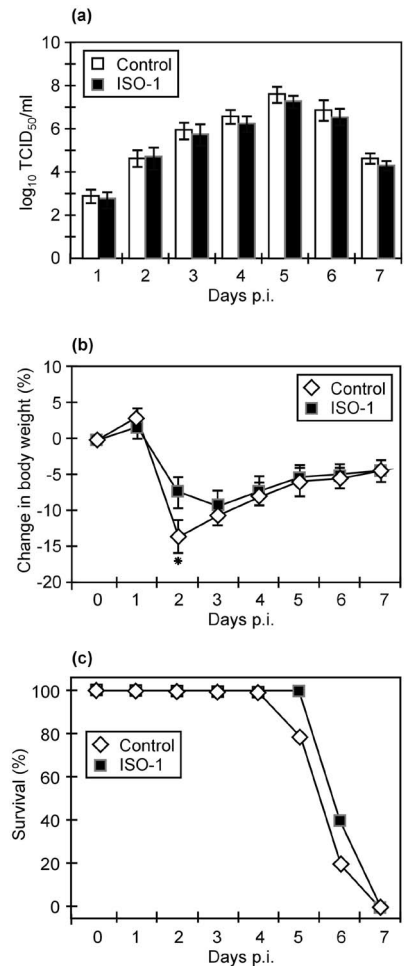 (a)
10
8
6
4
2
0
log10 TCID50/ml
Control
ISO-1
1 2 3 4 5 6 7
Days p.i.
(b)
10
5
0
-5
-10
-15
-20
Change in body weight (%)
Control
ISO-1
*
0 1 2 3 4 5 6 7
Days p.i.
(c)
100
80
60
40
20
0
Survival (%)
Control
ISO-1
0 1 2 3 4 5 6 7
Days p.i.